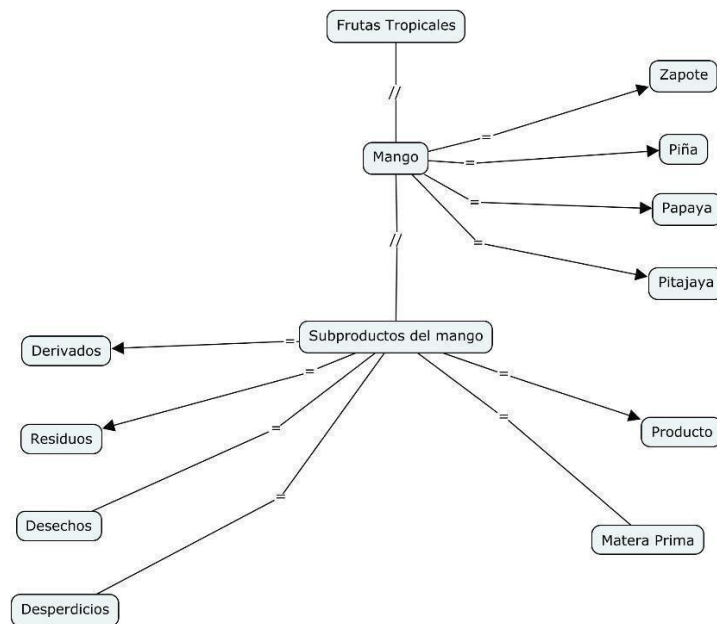 Frutas Tropicales
//
Zapote
=
Mango
=
Piña
=
Papaya
=
Pitajaya
//
Subproductos del mango
Derivados
=
=
=
Residuos
=
=
Producto
=
Desechos
Matera Prima
Desperdicios